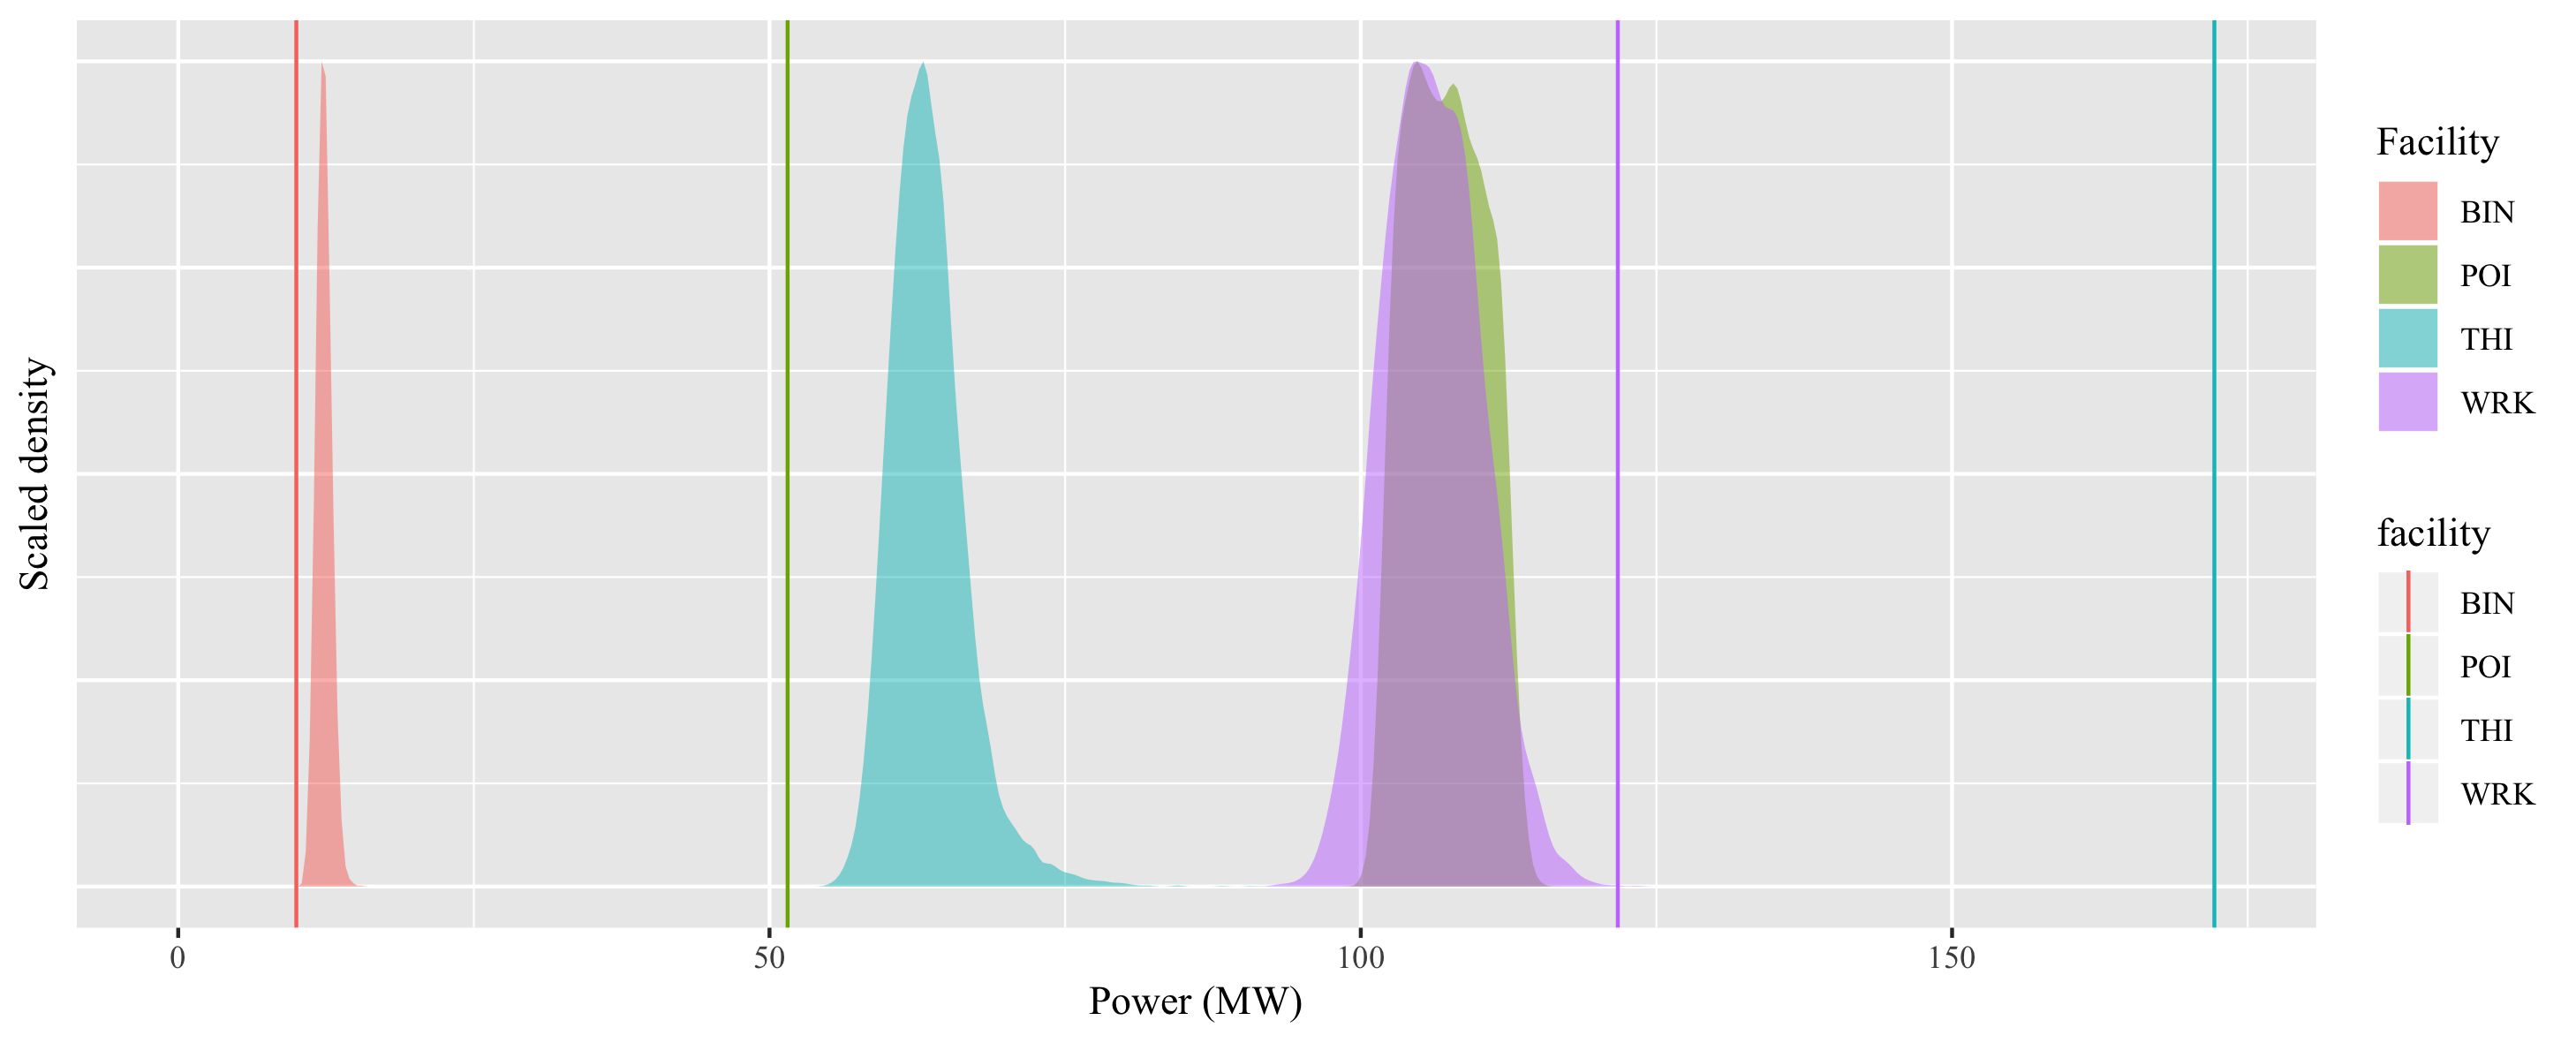 Scaled density
0
50
100
150
Power (MW)
Facility
BIN
POI
THI
WRK
facility
BIN
POI
THI
WRK